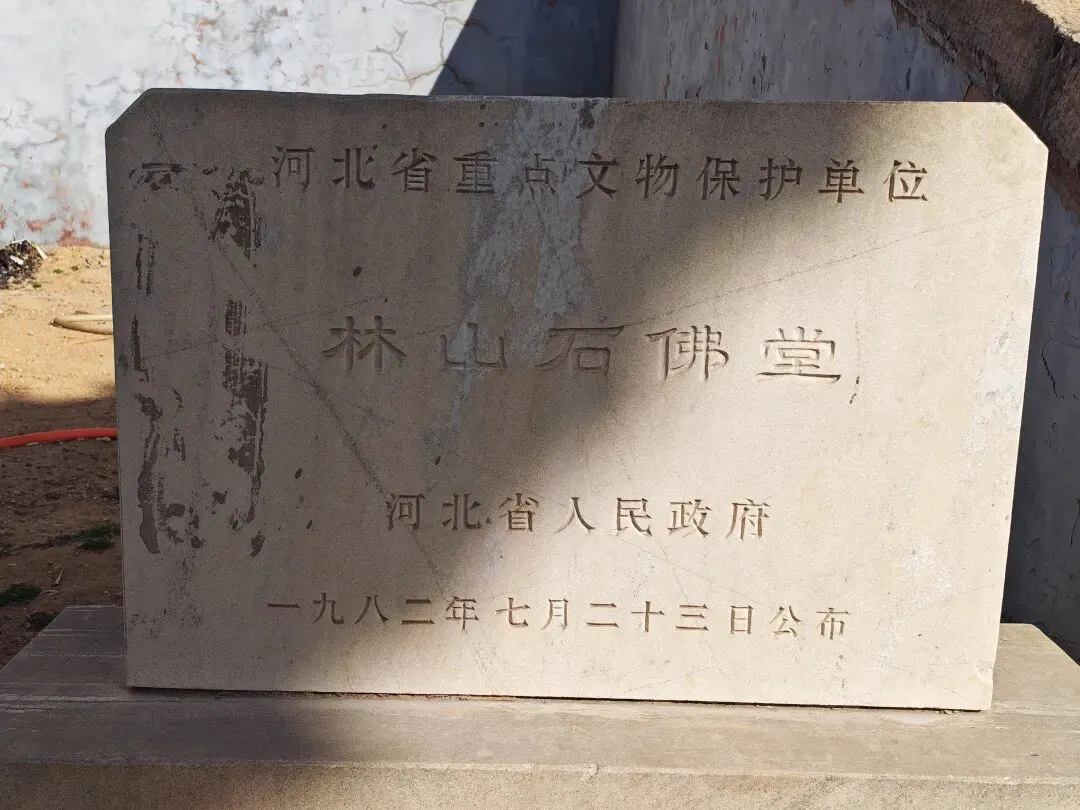 河北省重点文物保护单位
林山石佛堂
河北省人民政府
一九八二年七月二十三日公布